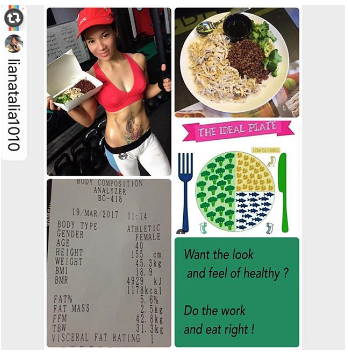 lianatalia1010
THE IDEAL PLATE
BODY COMPOSITION
ANALYZER
BC-418
19/MAR/2017 11:14
BODY TYPE ATHLETIC
GENDER FEMALE
AGE 40
HEIGHT 155 cm
WEIGHT 45.3kg
BMI 18.9
BMR 4929 kJ
1178kcal
FAT% 5.6%
FAT MASS 2.5kg
FFM 42.8kg
TBW 31.3kg
VISCERAL FAT RATING 1
Want the look
and feel of healthy ?
Do the work
and eat right !